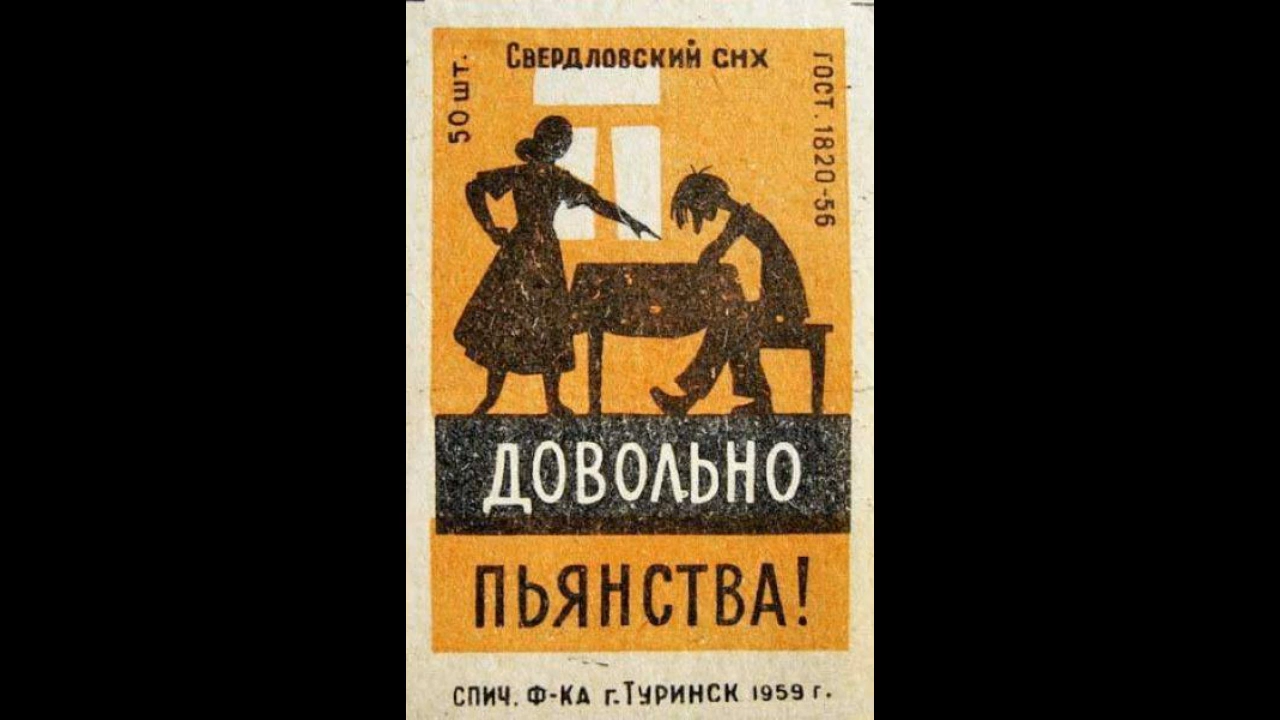 Свердловский СНХ
50 шт.
ГОСТ. 1820-56
ДОВОЛЬНО
ПЬЯНСТВА!
СПИЧ. Ф-КА г. ТУРИНСК 1959 г.